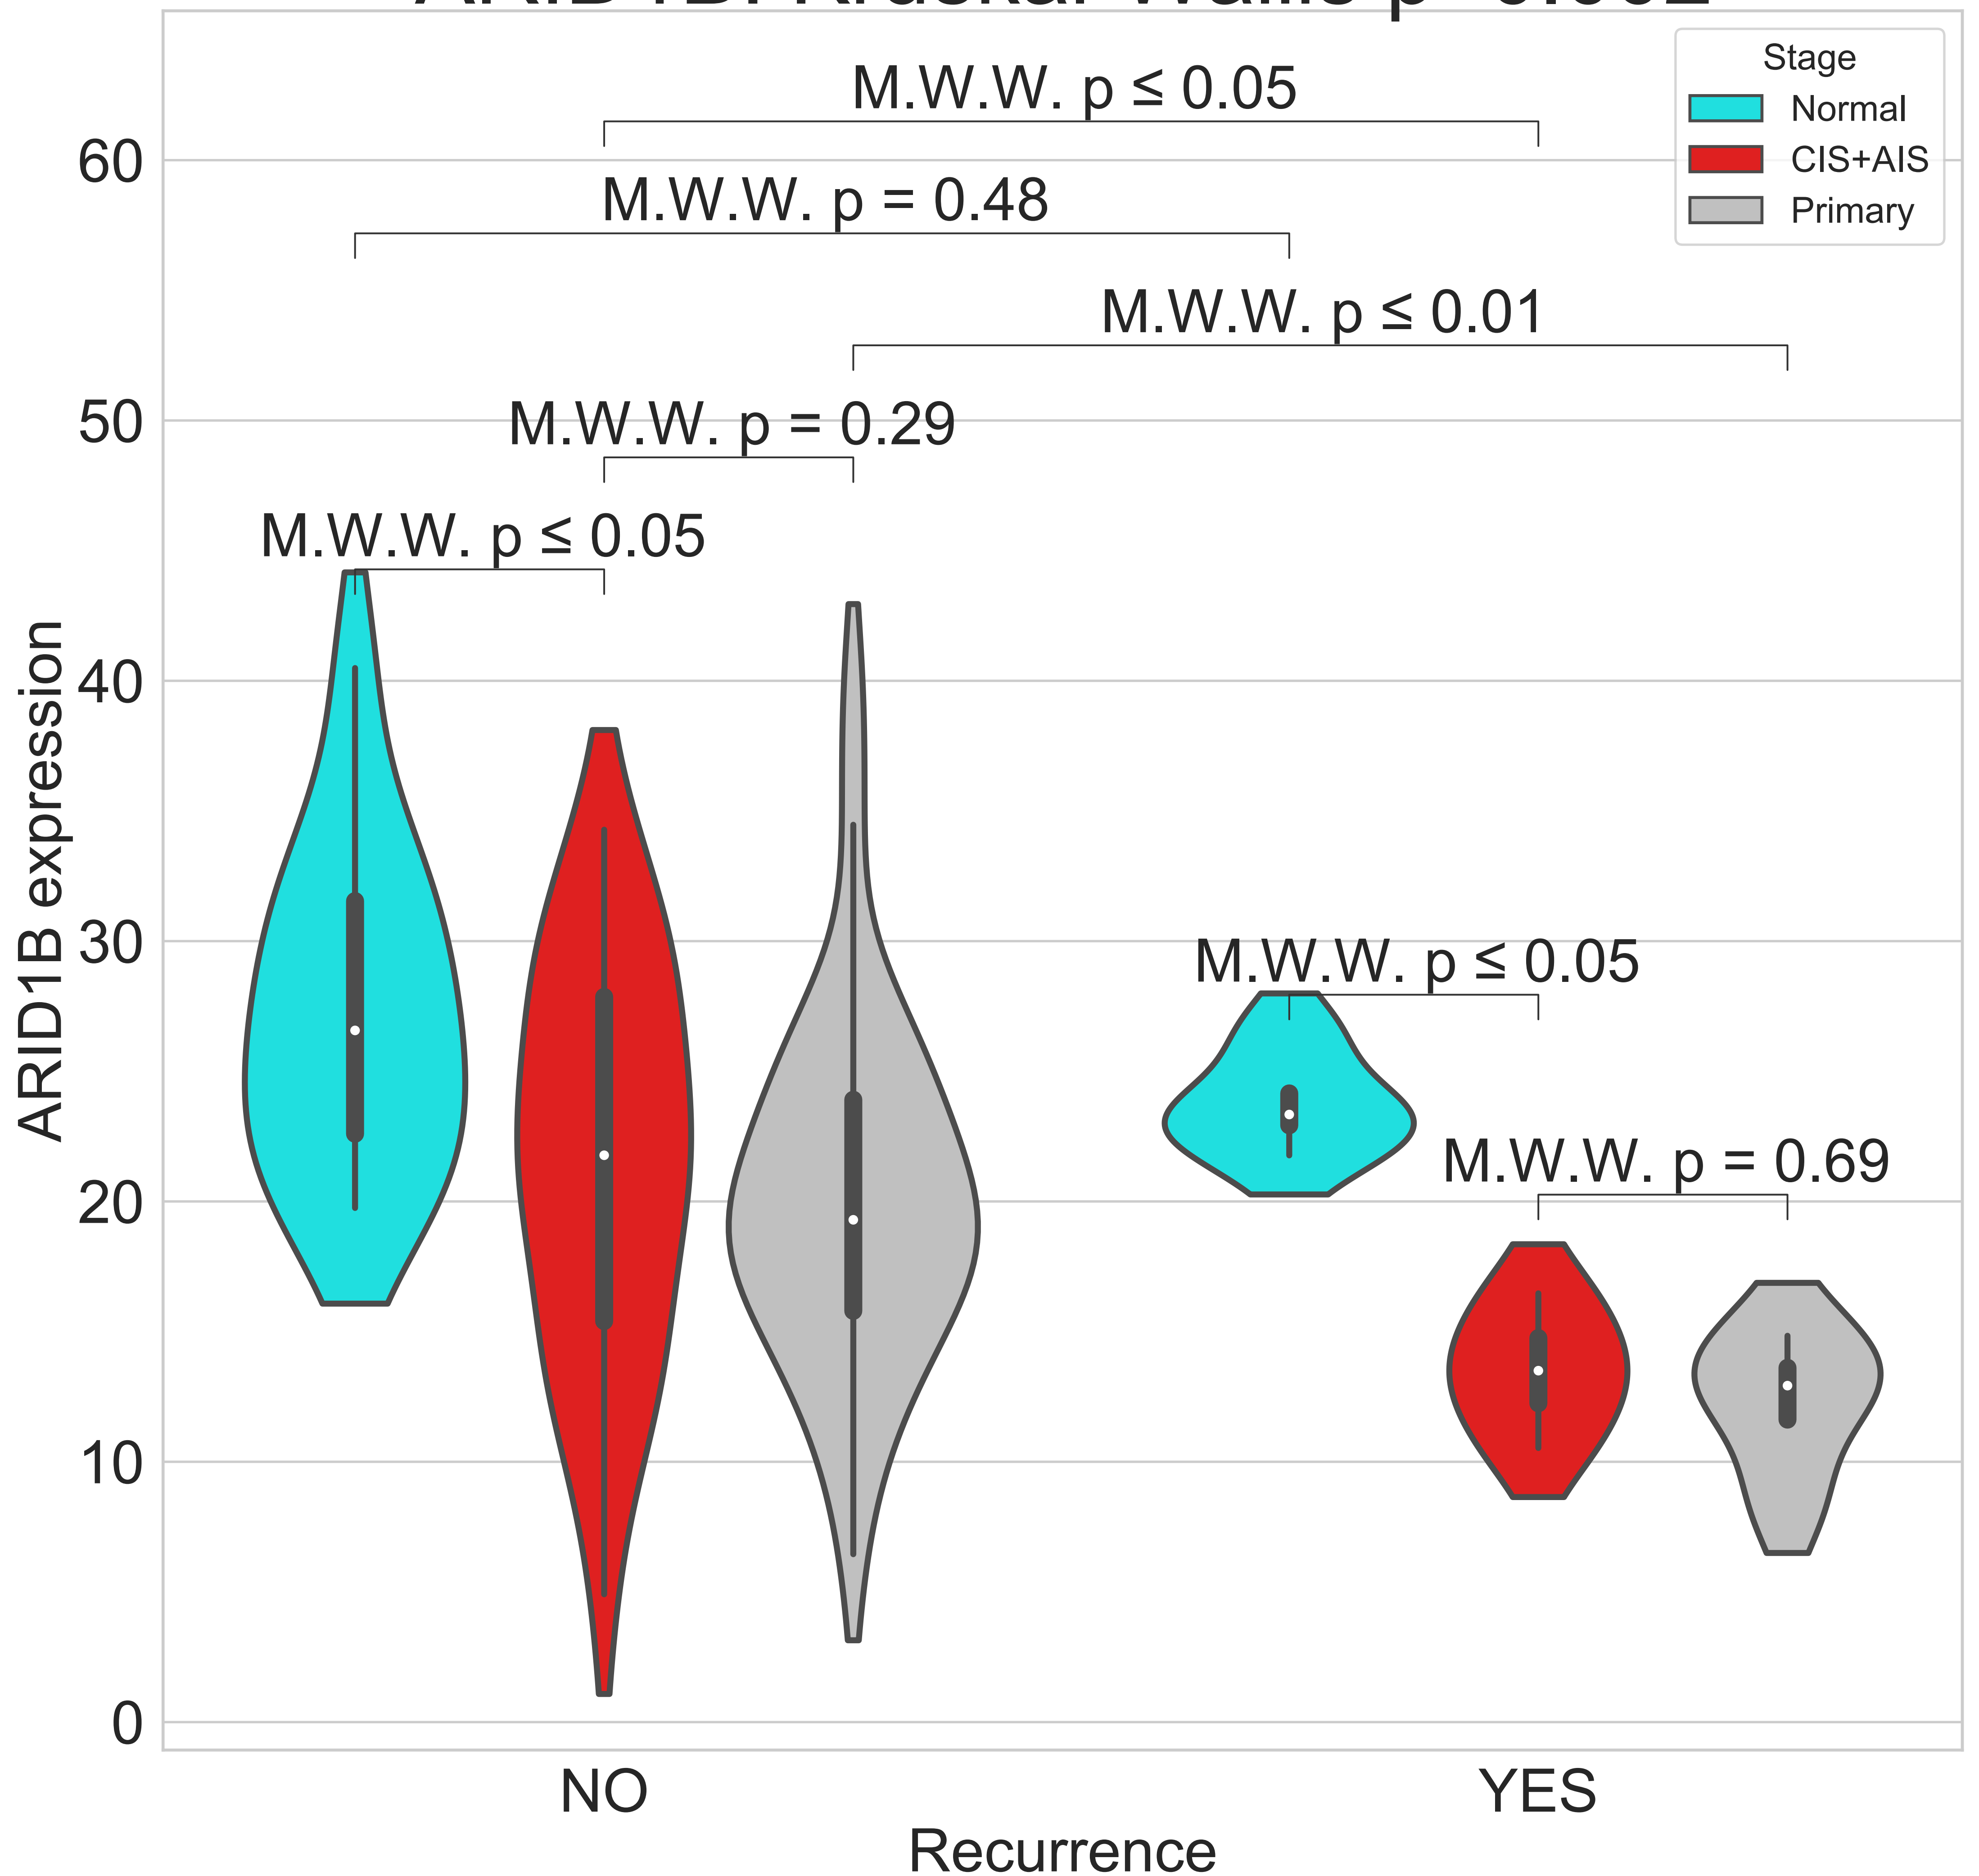 Stage
Normal
CIS+AIS
Primary
M.W.W. p ≤ 0.05
M.W.W. p = 0.48
M.W.W. p ≤ 0.01
M.W.W. p = 0.29
M.W.W. p ≤ 0.05
M.W.W. p ≤ 0.05
M.W.W. p = 0.69
ARID1B expression
60
50
40
30
20
10
0
NO
YES
Recurrence